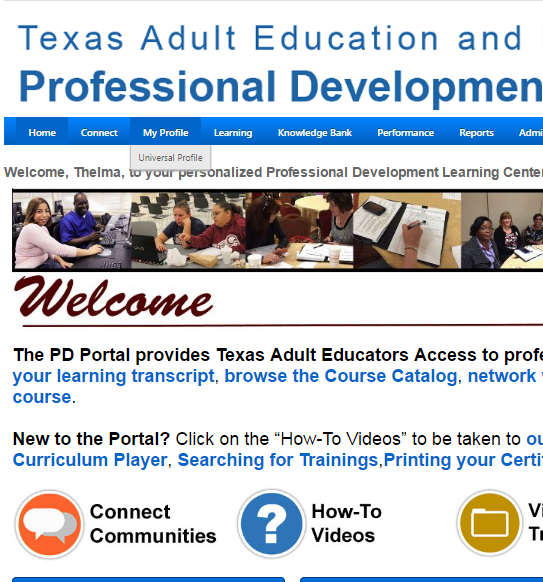 Texas Adult Education and
Professional Developmen
Home Connect My Profile Learning Knowledge Bank Performance Reports Admi
Universal Profile
Welcome, Thelma, to your personalized Professional Development Learning Center
Welcome
The PD Portal provides Texas Adult Educators Access to profe
your learning transcript, browse the Course Catalog, network
course.
New to the Portal? Click on the “How-To Videos” to be taken to ou
Curriculum Player, Searching for Trainings,Printing your Certi
Connect
Communities
How-To
Videos
Vi
Tr